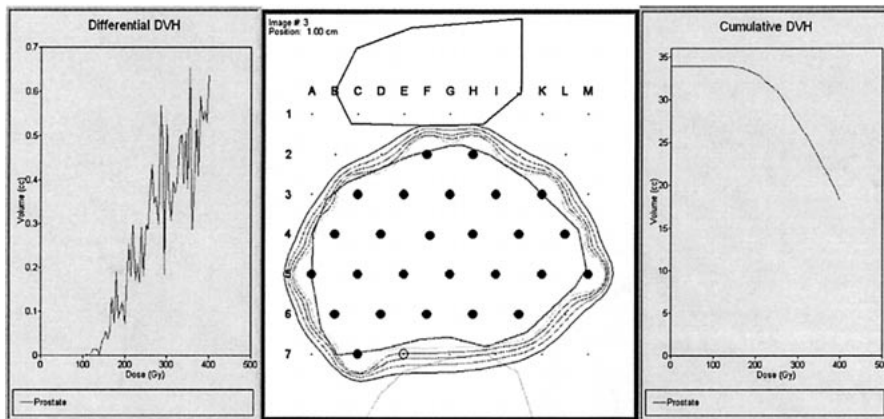 Differential DVH
0.7
0.6
0.5
0.4
0.3
0.2
0.1
0
Volume (cc)
0 100 200 300 400 500
Dose (Gy)
Prostate
Image # 3
Position: 1.00 cm
A B C D E F G H I K L M
1
2
3
4
5
6
7
Cumulative DVH
35
30
25
20
15
10
5
0
Volume (cc)
0 100 200 300 400 500
Dose (Gy)
Prostate